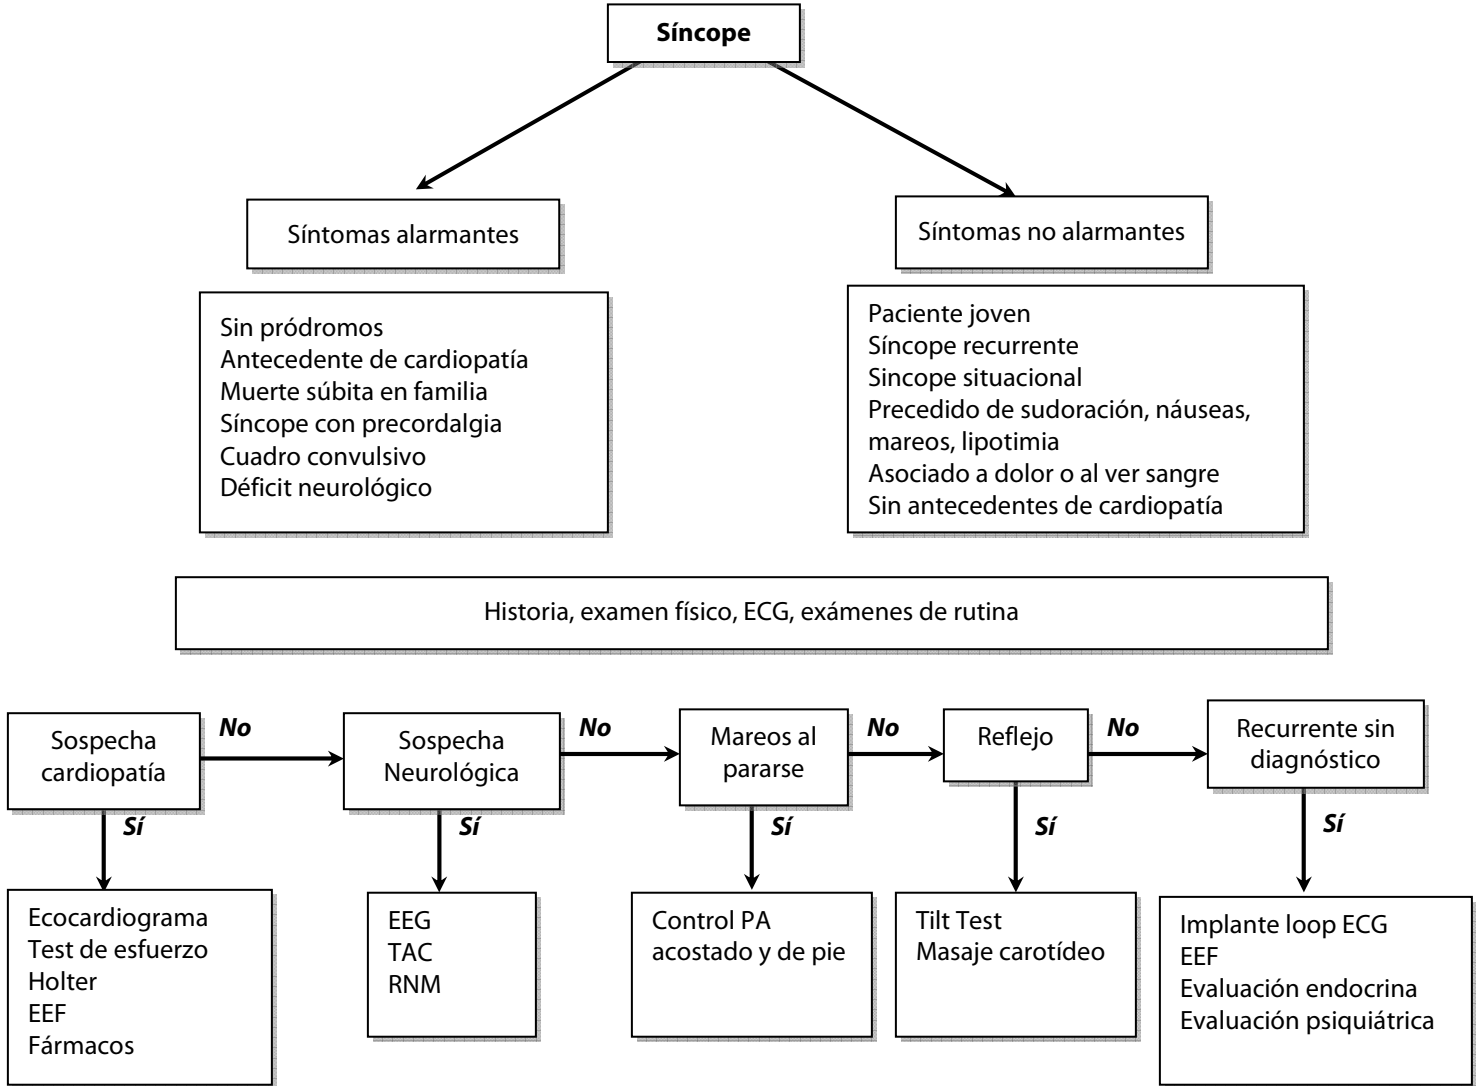 Síncope
Síntomas alarmantes
Síntomas no alarmantes
Sin pródromos
Antecedente de cardiopatía
Muerte súbita en familia
Síncope con precordalgia
Cuadro convulsivo
Déficit neurológico
Paciente joven
Síncope recurrente
Sincope situacional
Precedido de sudoración, náuseas,
mareos, lipotimia
Asociado a dolor o al ver sangre
Sin antecedentes de cardiopatía
Historia, examen físico, ECG, exámenes de rutina
Sospecha
cardiopatía
No
Sospecha
Neurológica
No
Mareos al
pararse
No
Reflejo
No
Recurrente sin
diagnóstico
Sí
Sí
Sí
Sí
Sí
Ecocardiograma
Test de esfuerzo
Holter
EEF
Fármacos
EEG
TAC
RNM
Control PA
acostado y de pie
Tilt Test
Masaje carotídeo
Implante loop ECG
EEF
Evaluación endocrina
Evaluación psiquiátrica